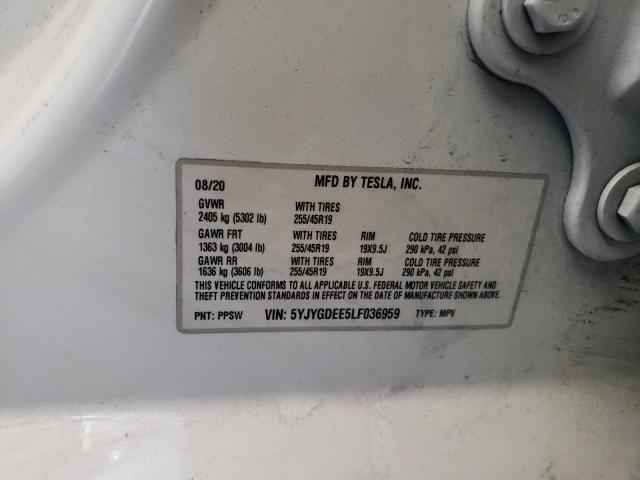 08/20 MFD BY TESLA, INC.
GVWR WITH TIRES
2405 kg (5302 lb) 255/45R19
GAWR FRT WITH TIRES RIM COLD TIRE PRESSURE
1363 kg (3004 lb) 255/45R19 19X9.5J 290 kPa, 42 psi
GAWR RR WITH TIRES RIM COLD TIRE PRESSURE
1636 kg (3606 lb) 255/45R19 19X9.5J 290 kPa, 42 psi
THIS VEHICLE CONFORMS TO ALL APPLICABLE U.S. FEDERAL MOTOR VEHICLE SAFETY AND
THEFT PREVENTION STANDARDS IN EFFECT ON THE DATE OF MANUFACTURE SHOWN ABOVE.
PNT: PPSW VIN: 5YJYGDEE5LF036959 TYPE: MPV